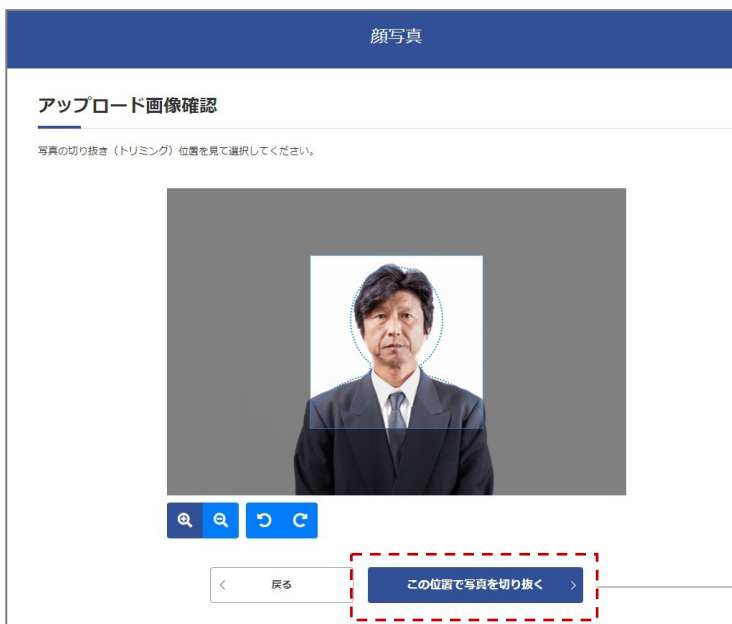 顔写真
アップロード画像確認
写真の切り抜き（トリミング）位置を見て選択してください。
戻る
この位置で写真を切り抜く